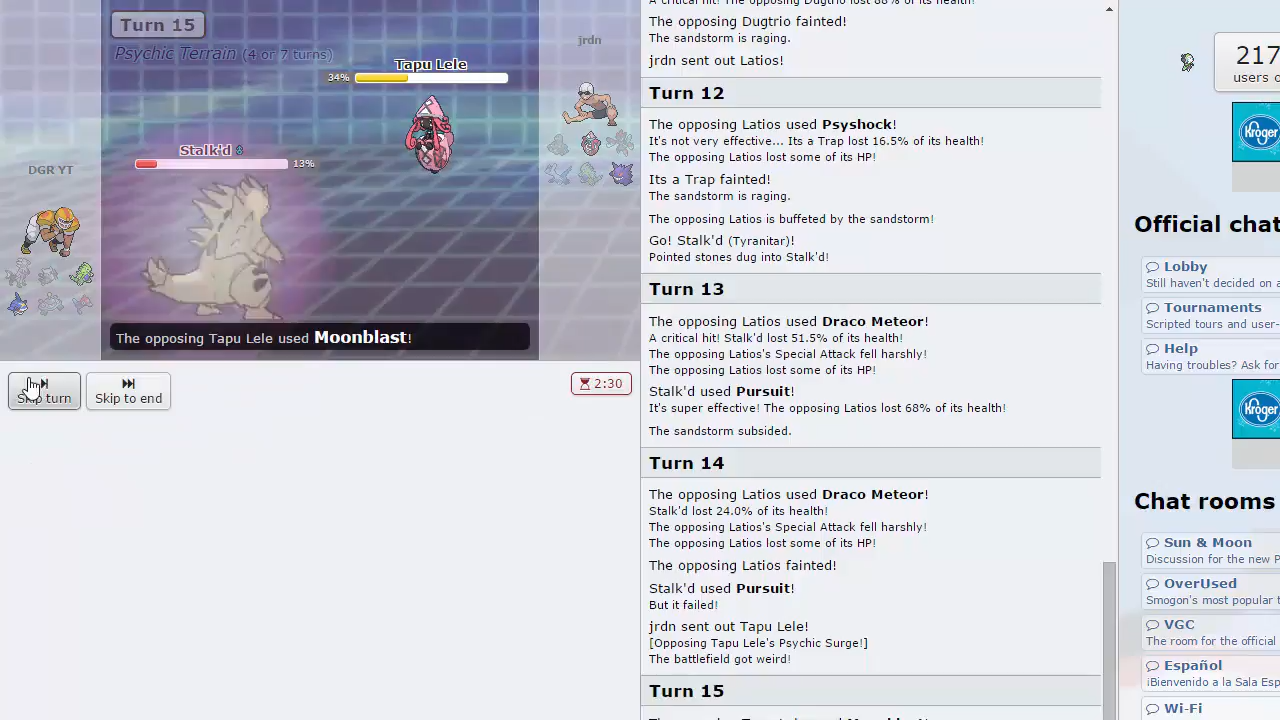 Turn 15
Psychic Terrain (4 or 7 turns)
Tapu Lele
34%
Stalk'd
13%
DGR YT
jrdn
The opposing Tapu Lele used Moonblast!
Skip turn
Skip to end
2:30
The opposing Dugtrio fainted!
The sandstorm is raging.
jrdn sent out Latios!
Turn 12
The opposing Latios used Psyshock!
It's not very effective... Its a Trap lost 16.5% of its health!
The opposing Latios lost some of its HP!
Its a Trap fainted!
The sandstorm is raging.
The opposing Latios is buffeted by the sandstorm!
Go! Stalk'd (Tyranitar)!
Pointed stones dug into Stalk'd!
Turn 13
The opposing Latios used Draco Meteor!
A critical hit! Stalk'd lost 51.5% of its health!
The opposing Latios's Special Attack fell harshly!
The opposing Latios lost some of its HP!
Stalk'd used Pursuit!
It's super effective! The opposing Latios lost 68% of its health!
The sandstorm subsided.
Turn 14
The opposing Latios used Draco Meteor!
Stalk'd lost 24.0% of its health!
The opposing Latios's Special Attack fell harshly!
The opposing Latios lost some of its HP!
The opposing Latios fainted!
Stalk'd used Pursuit!
But it failed!
jrdn sent out Tapu Lele!
[Opposing Tapu Lele's Psychic Surge!]
The battlefield got weird!
Turn 15
217
users o
Kroger
Official chat
Lobby
Still haven't decided on a
Tournaments
Scripted tours and user-
Help
Having troubles? Ask for
Kroger
Chat rooms
Sun & Moon
Discussion for the new P
OverUsed
Smogon's most popular t
VGC
The room for the official
Español
¡Bienvenido a la Sala Esp
Wi-Fi